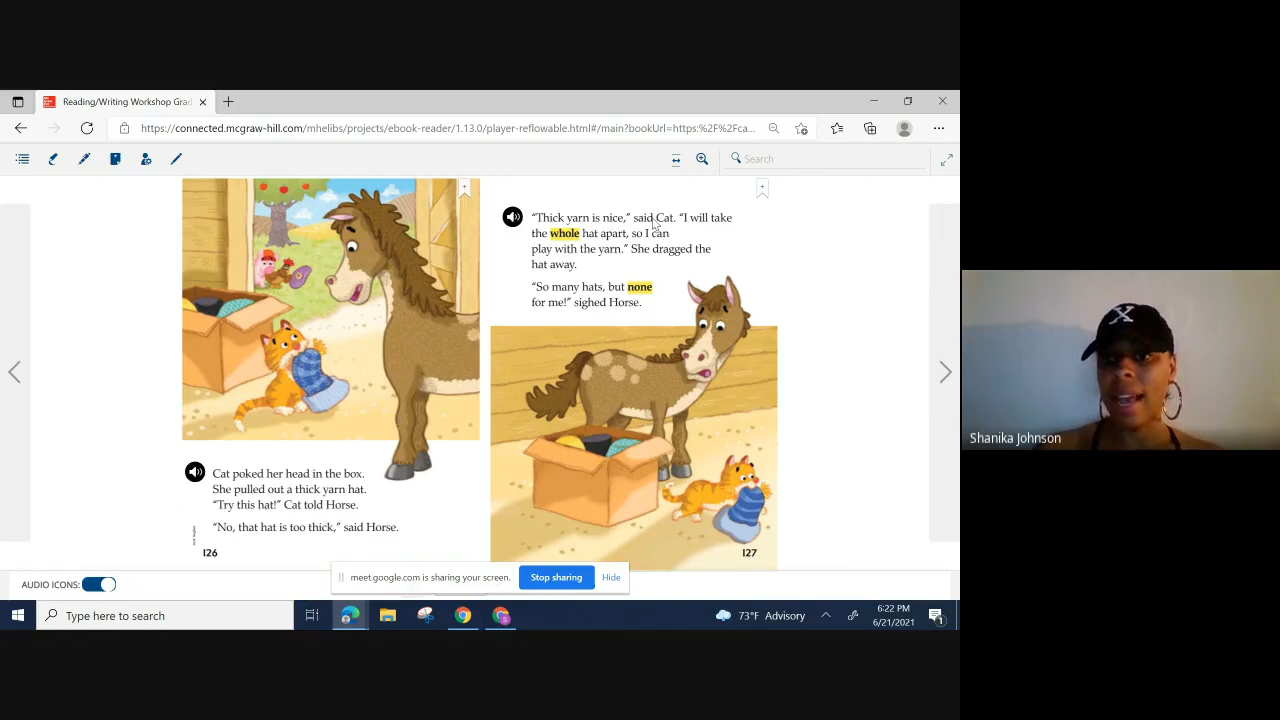 Reading/Writing Workshop Grad
https://connected.mcgraw-hill.com/mhelibs/projects/ebook-reader/1.13.0/player-reflowable.html#/main?bookUrl=https:%2F%2Fca...
Search
"Thick yarn is nice," said Cat. "I will take
the whole hat apart, so I can
play with the yarn." She dragged the
hat away.
"So many hats, but none
for me!" sighed Horse.
Cat poked her head in the box.
She pulled out a thick yarn hat.
"Try this hat!" Cat told Horse.
"No, that hat is too thick," said Horse.
126
127
X
Shanika Johnson
meet.google.com is sharing your screen.
Stop sharing
Hide
AUDIO ICONS:
Type here to search
73°F Advisory
6:22 PM
6/21/2021
1